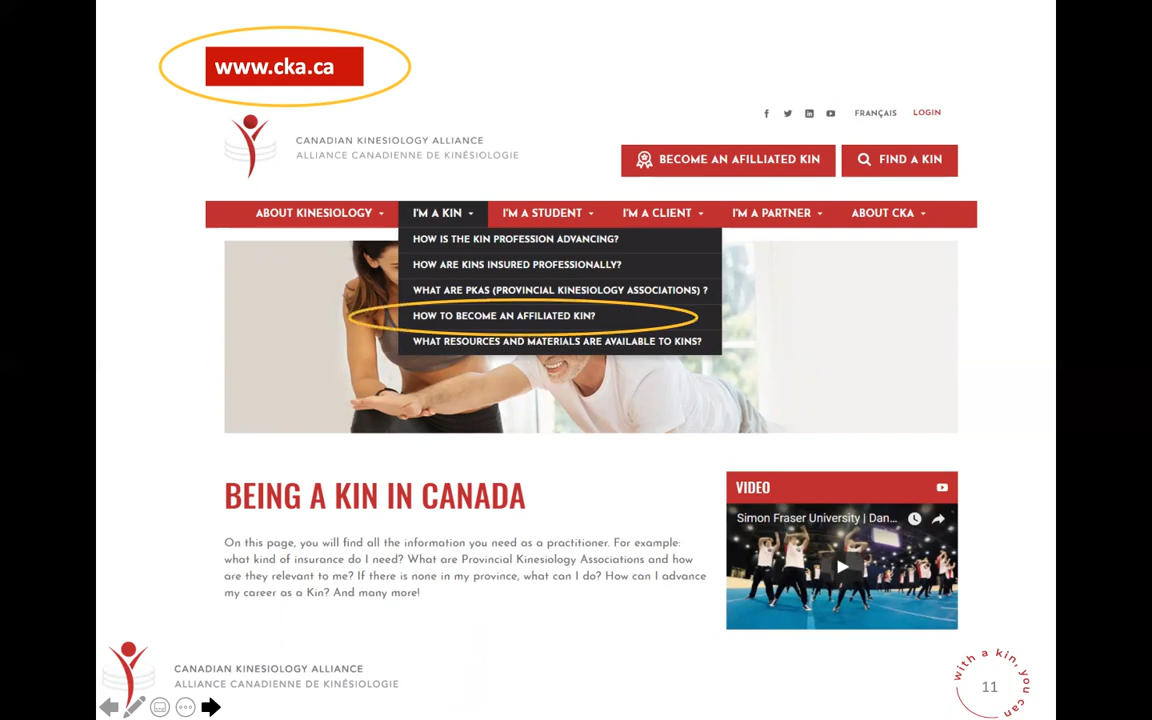 www.cka.ca
FRANÇAIS LOGIN
CANADIAN KINESIOLOGY ALLIANCE
ALLIANCE CANADIENNE DE KINÉSIOLOGIE
BECOME AN AFILLIATED KIN FIND A KIN
ABOUT KINESIOLOGY I'M A KIN I'M A STUDENT I'M A CLIENT I'M A PARTNER ABOUT CKA
HOW IS THE KIN PROFESSION ADVANCING?
HOW ARE KINS INSURED PROFESSIONALLY?
WHAT ARE PKAS (PROVINCIAL KINESIOLOGY ASSOCIATIONS) ?
HOW TO BECOME AN AFFILIATED KIN?
WHAT RESOURCES AND MATERIALS ARE AVAILABLE TO KINS?
BEING A KIN IN CANADA
On this page, you will find all the information you need as a practitioner. For example:
what kind of insurance do I need? What are Provincial Kinesiology Associations and how
are they relevant to me? If there is none in my province, what can I do? How can I advance
my career as a Kin? And many more!
VIDEO
Simon Fraser University | Dan...
CANADIAN KINESIOLOGY ALLIANCE
ALLIANCE CANADIENNE DE KINÉSIOLOGIE
with a kin, you can
11